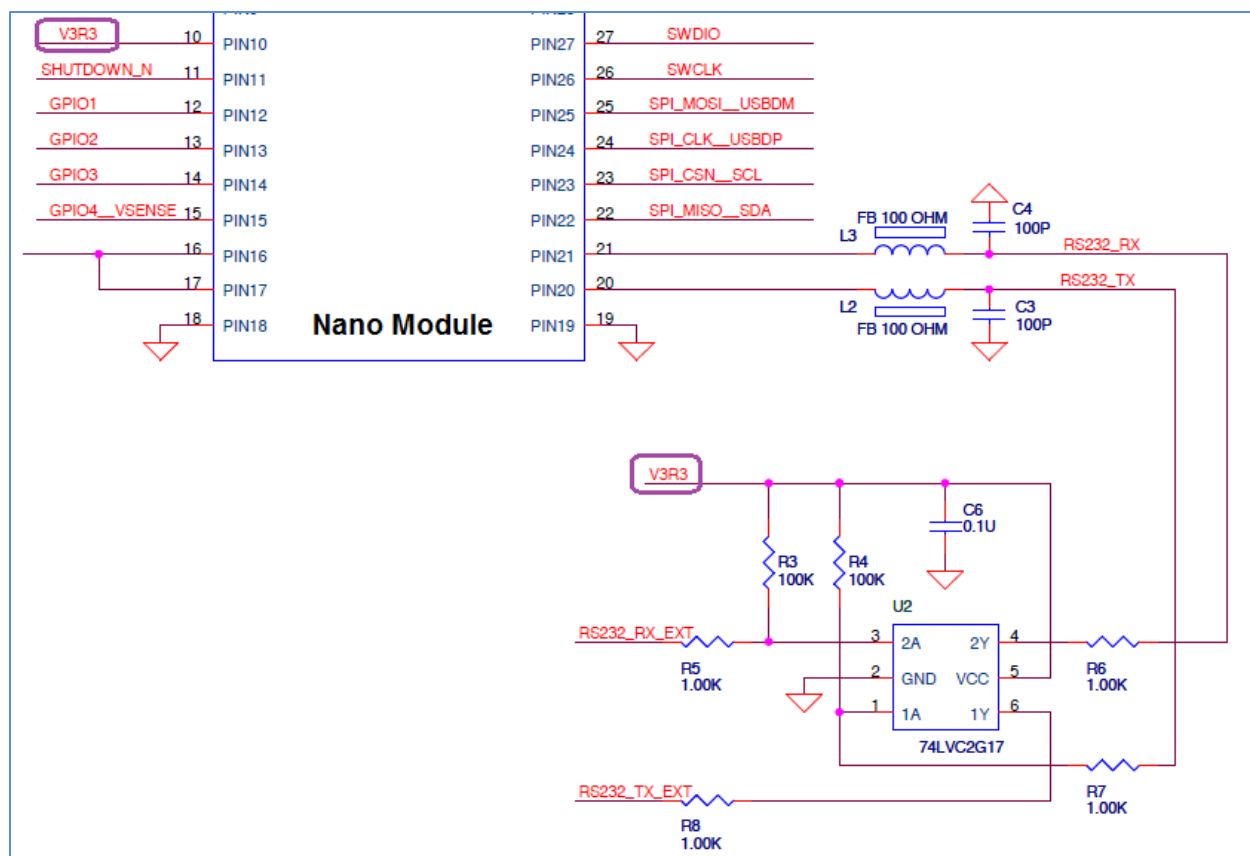 V3R3
10
PIN10
PIN27
27
SWDIO
SHUTDOWN_N
11
PIN11
PIN26
26
SWCLK
GPIO1
12
PIN12
PIN25
25
SPI_MOSI__USBDM
GPIO2
13
PIN13
PIN24
24
SPI_CLK__USBDP
GPIO3
14
PIN14
PIN23
23
SPI_CSN__SCL
GPIO4__VSENSE
15
PIN15
PIN22
22
SPI_MISO__SDA
16
PIN16
PIN21
21
17
PIN17
PIN20
20
18
PIN18
PIN19
19
Nano Module
FB 100 OHM
L3
C4
100P
RS232_RX
RS232_TX
L2
FB 100 OHM
C3
100P
V3R3
C6
0.1U
R3
100K
R4
100K
U2
RS232_RX_EXT
R5
1.00K
3
2A
2Y
4
2
GND
VCC
5
1
1A
1Y
6
74LVC2G17
R6
1.00K
R7
1.00K
RS232_TX_EXT
R8
1.00K